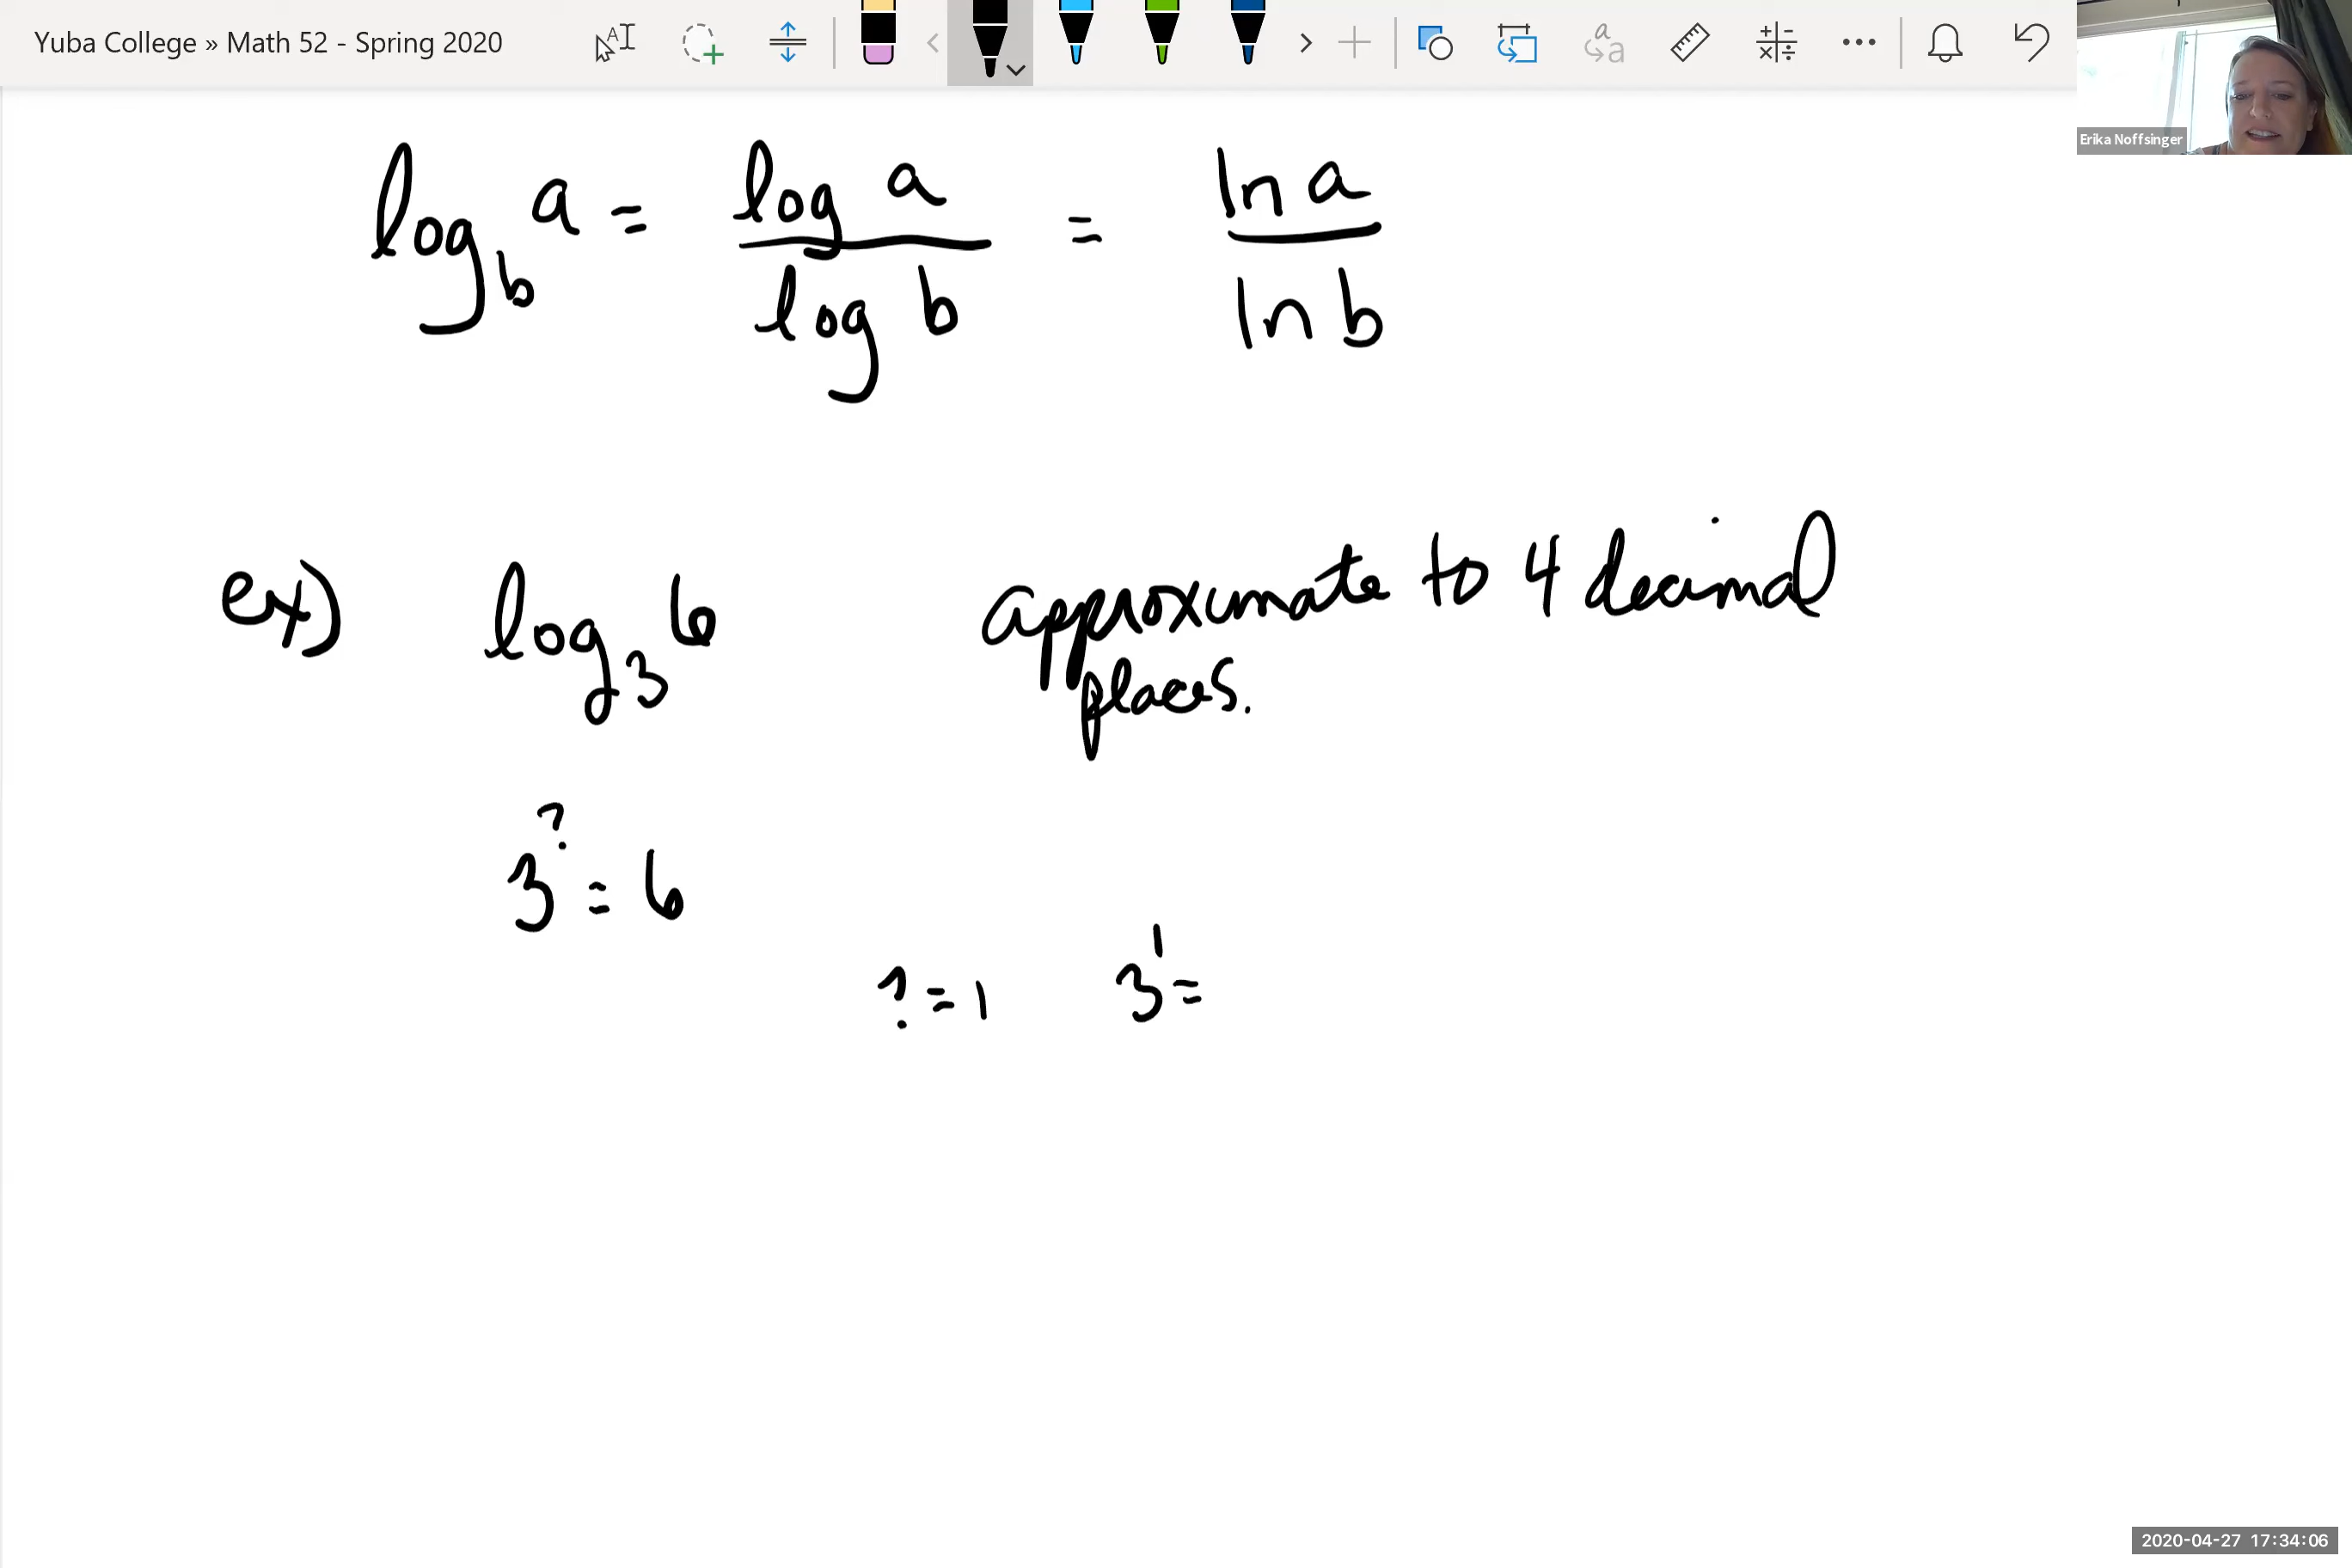 Yuba College » Math 52 - Spring 2020
Erika Noffsinger
log_b a = (log a)/(log b) = (ln a)/(ln b)
ex) log_3 6 approximate to 4 decimal
places.
3^? = 6
? = 1 3^1 =
2020-04-27 17:34:06